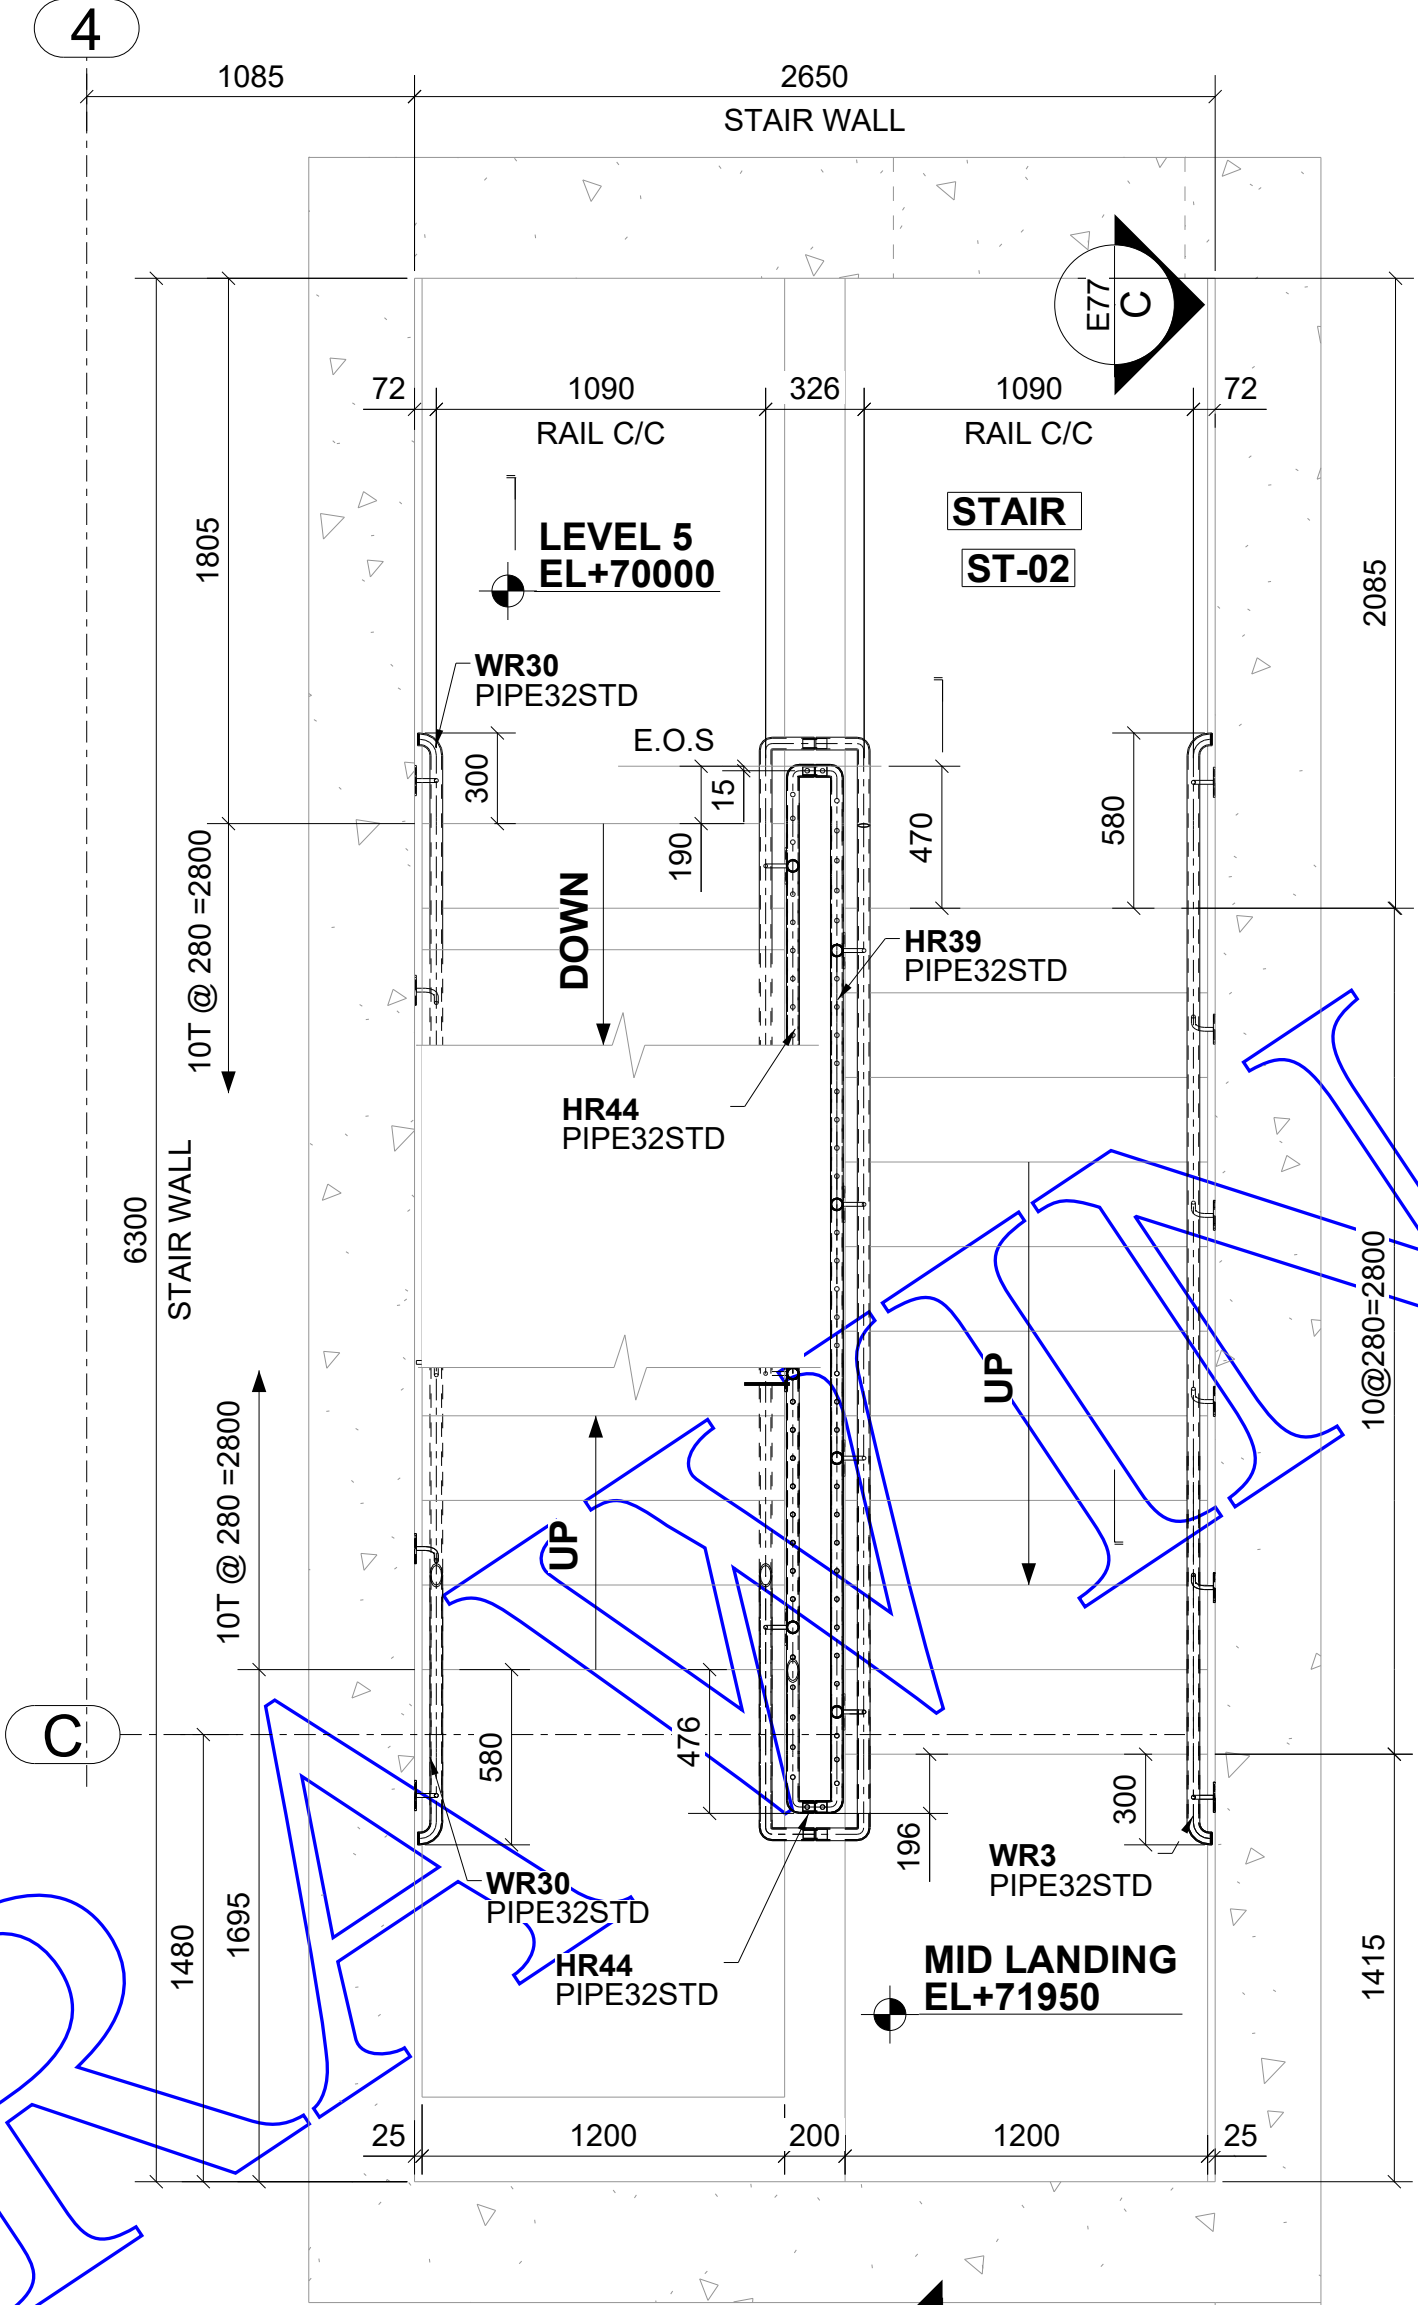 4
1085
2650
STAIR WALL
E77
C
72
1090
326
1090
72
RAIL C/C
RAIL C/C
STAIR
ST-02
LEVEL 5
EL+70000
1805
2085
WR30
PIPE32STD
E.O.S
300
15
190
470
580
10T @ 280 =2800
DOWN
HR39
PIPE32STD
HR44
PIPE32STD
6300
STAIR WALL
10@280=2800
UP
10T @ 280 =2800
UP
C
580
476
300
196
WR3
PIPE32STD
WR30
PIPE32STD
1480
1695
HR44
PIPE32STD
MID LANDING
EL+71950
1415
25
1200
200
1200
25